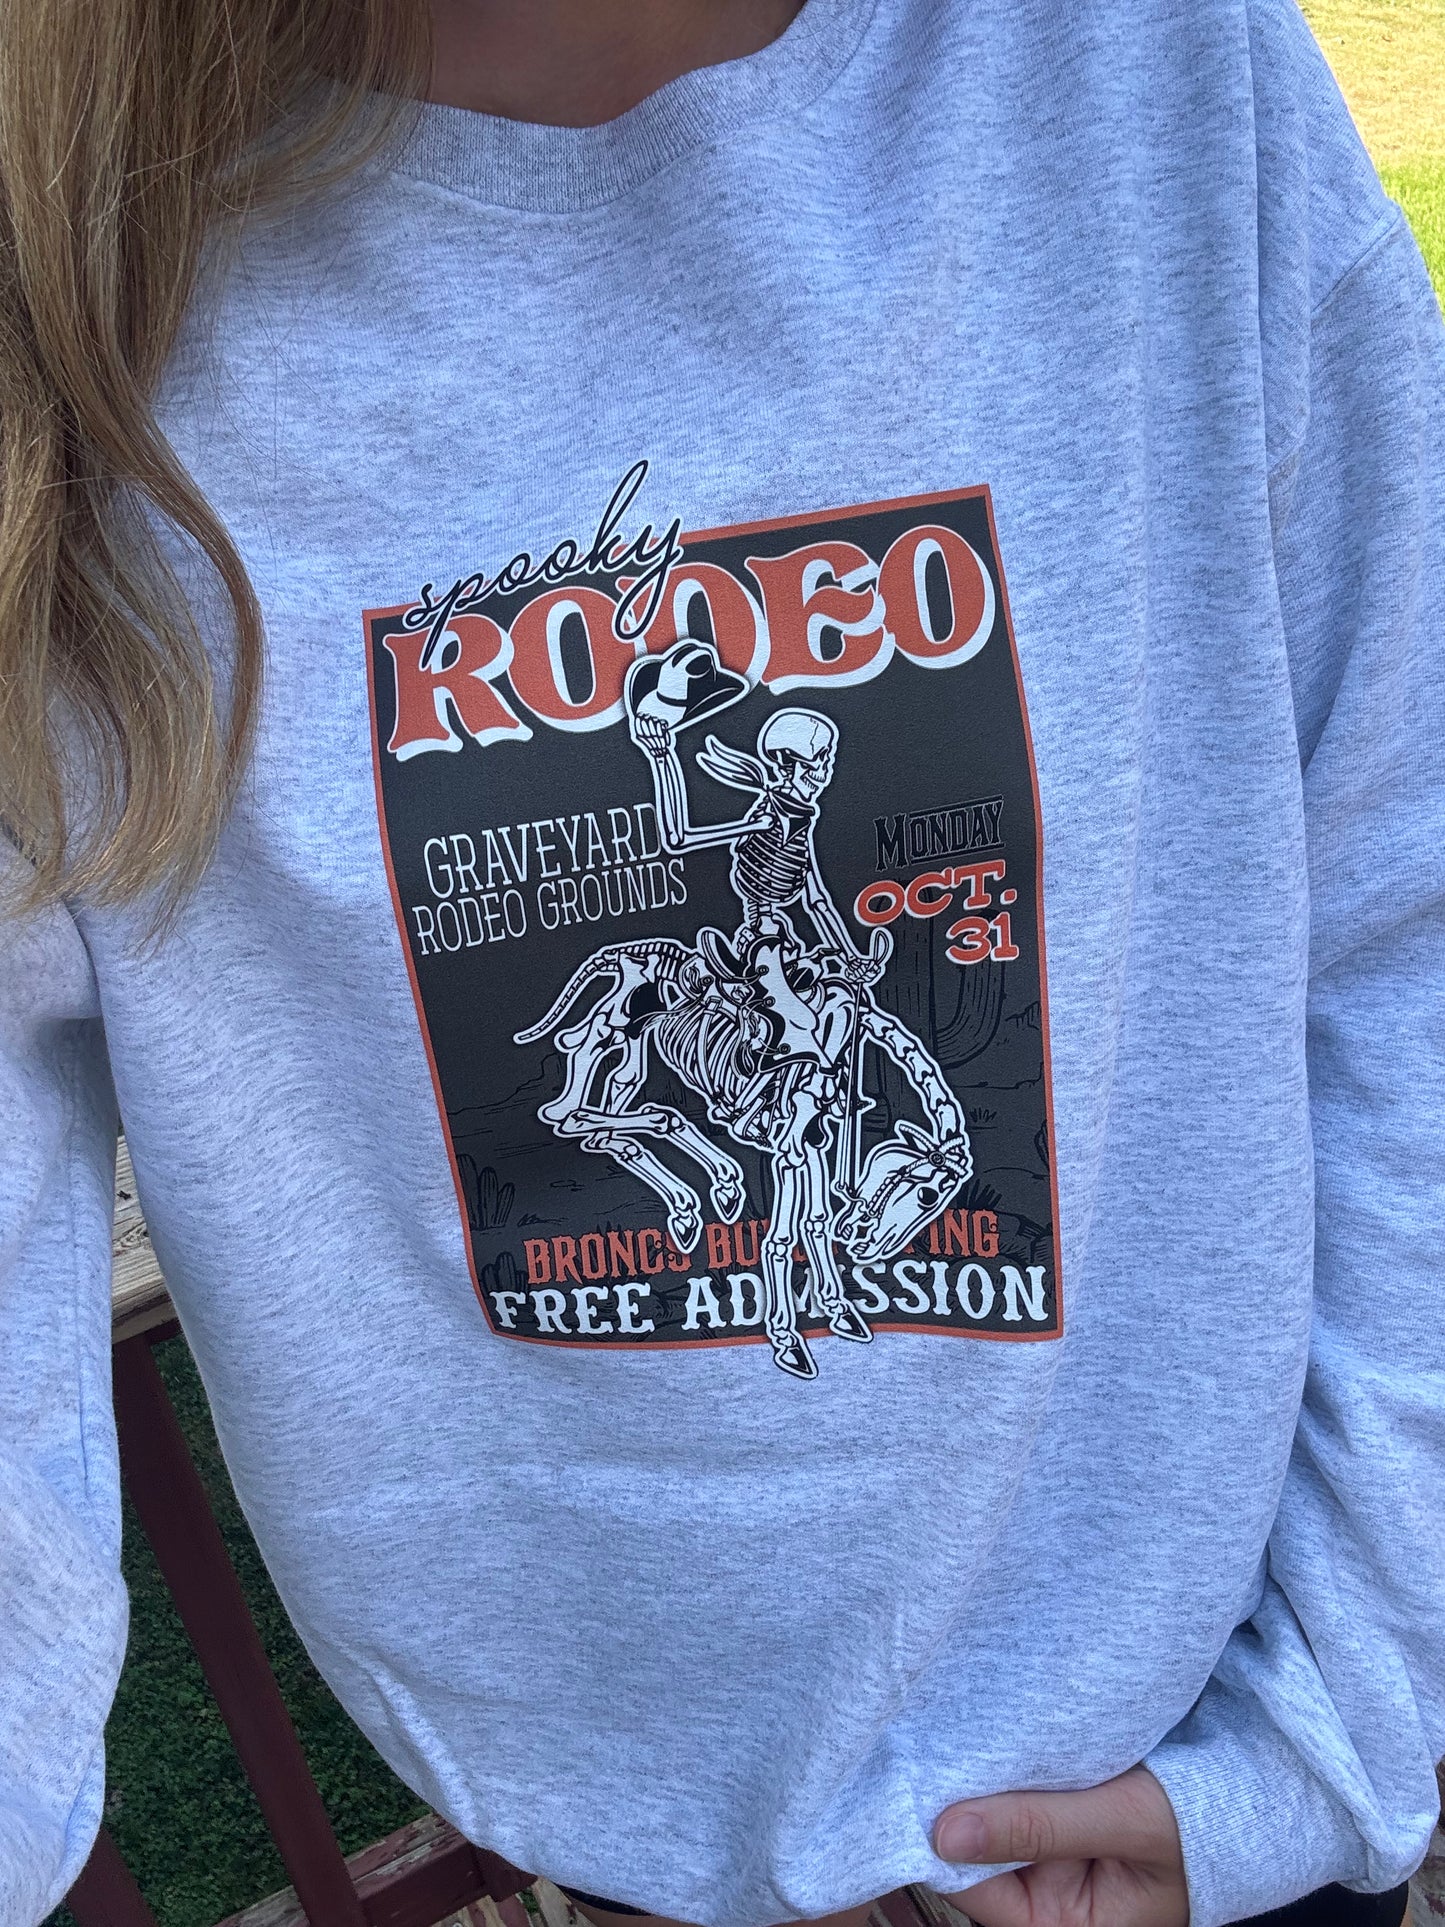 spooky
RODEO
GRAVEYARD
RODEO GROUNDS
MONDAY
OCT.
31
BRONCS
FREE ADMISSION